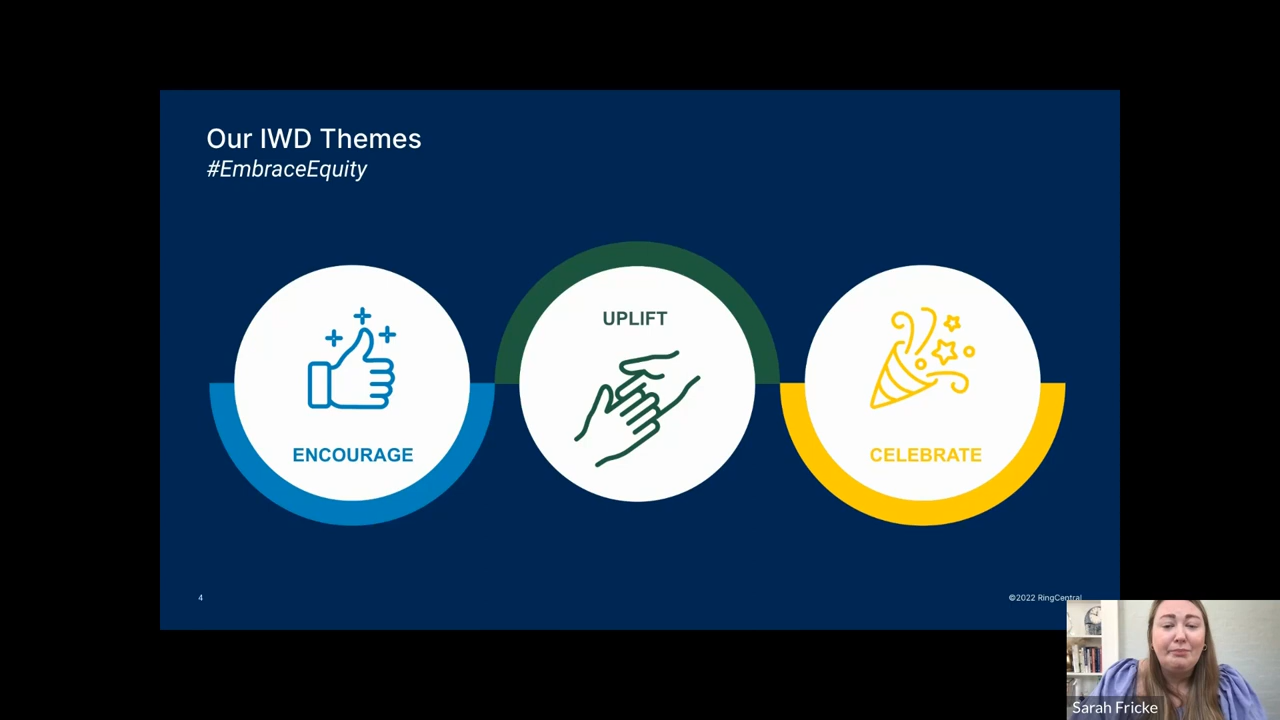 Our IWD Themes
#EmbraceEquity
UPLIFT
ENCOURAGE
CELEBRATE
4
©2022 RingCentral
Sarah Fricke